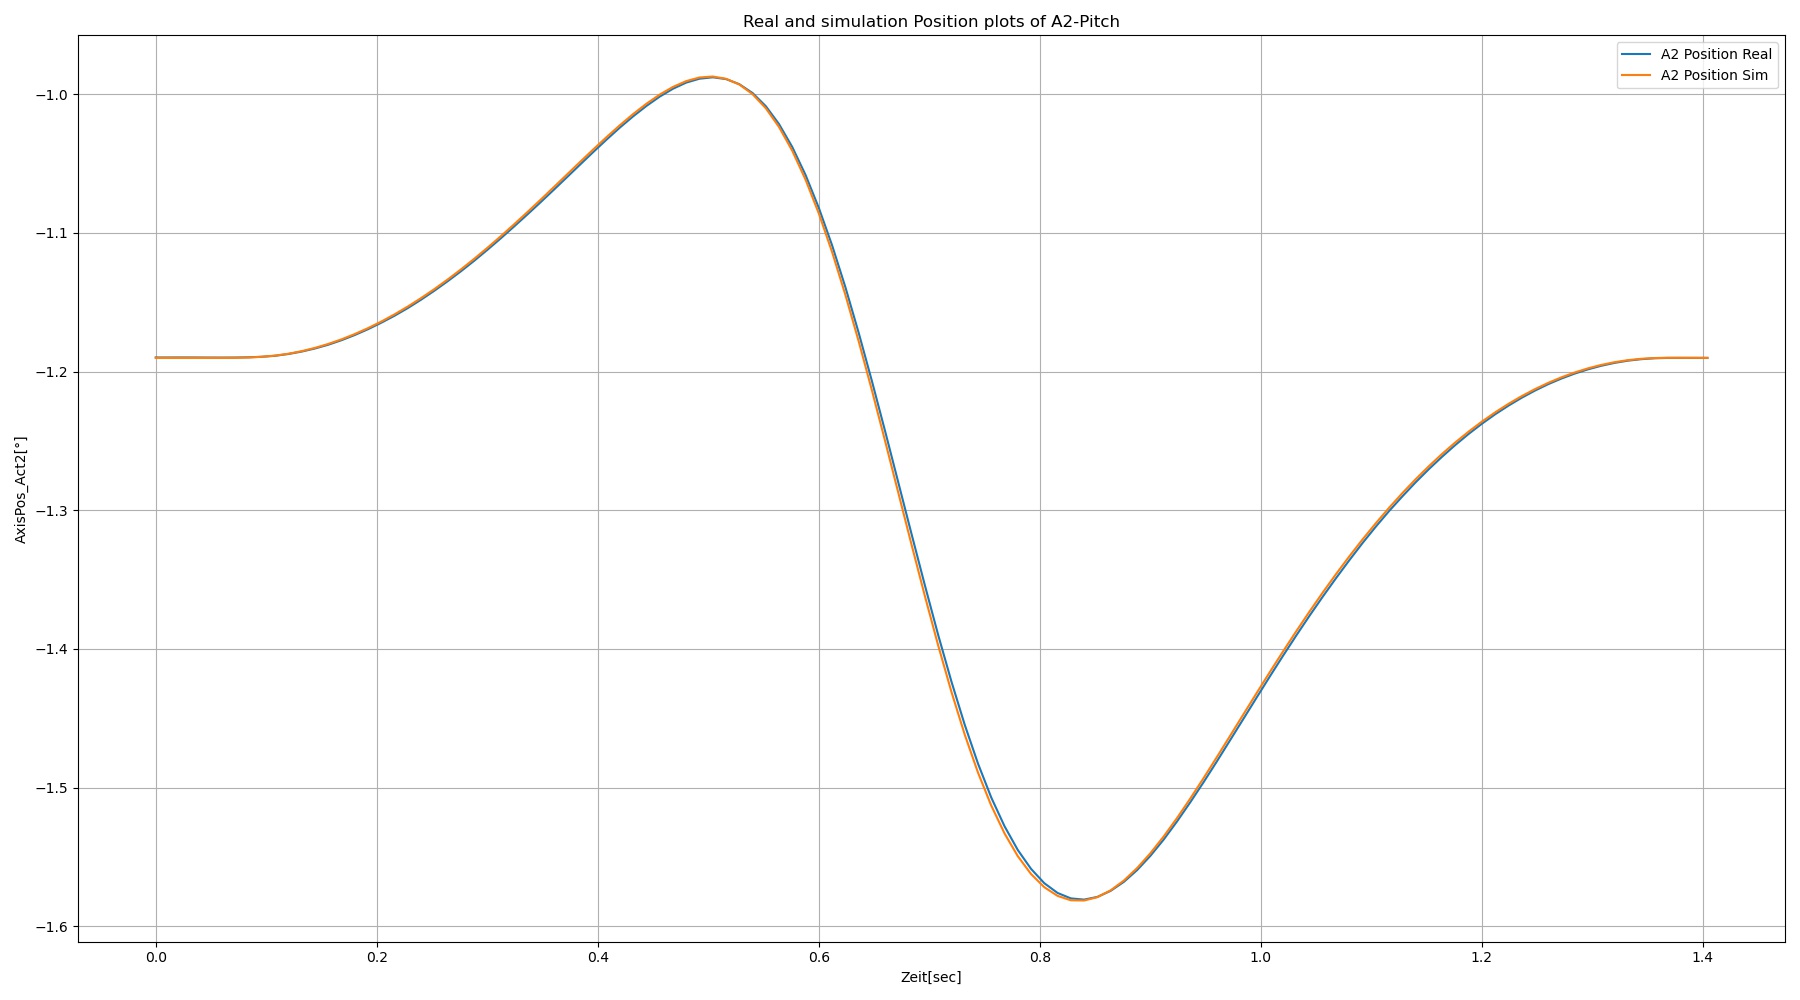 Real and simulation Position plots of A2-Pitch
A2 Position Real
A2 Position Sim
AxisPos_Act2[°]
−1.0
−1.1
−1.2
−1.3
−1.4
−1.5
−1.6
0.0 0.2 0.4 0.6 0.8 1.0 1.2 1.4
Zeit[sec]